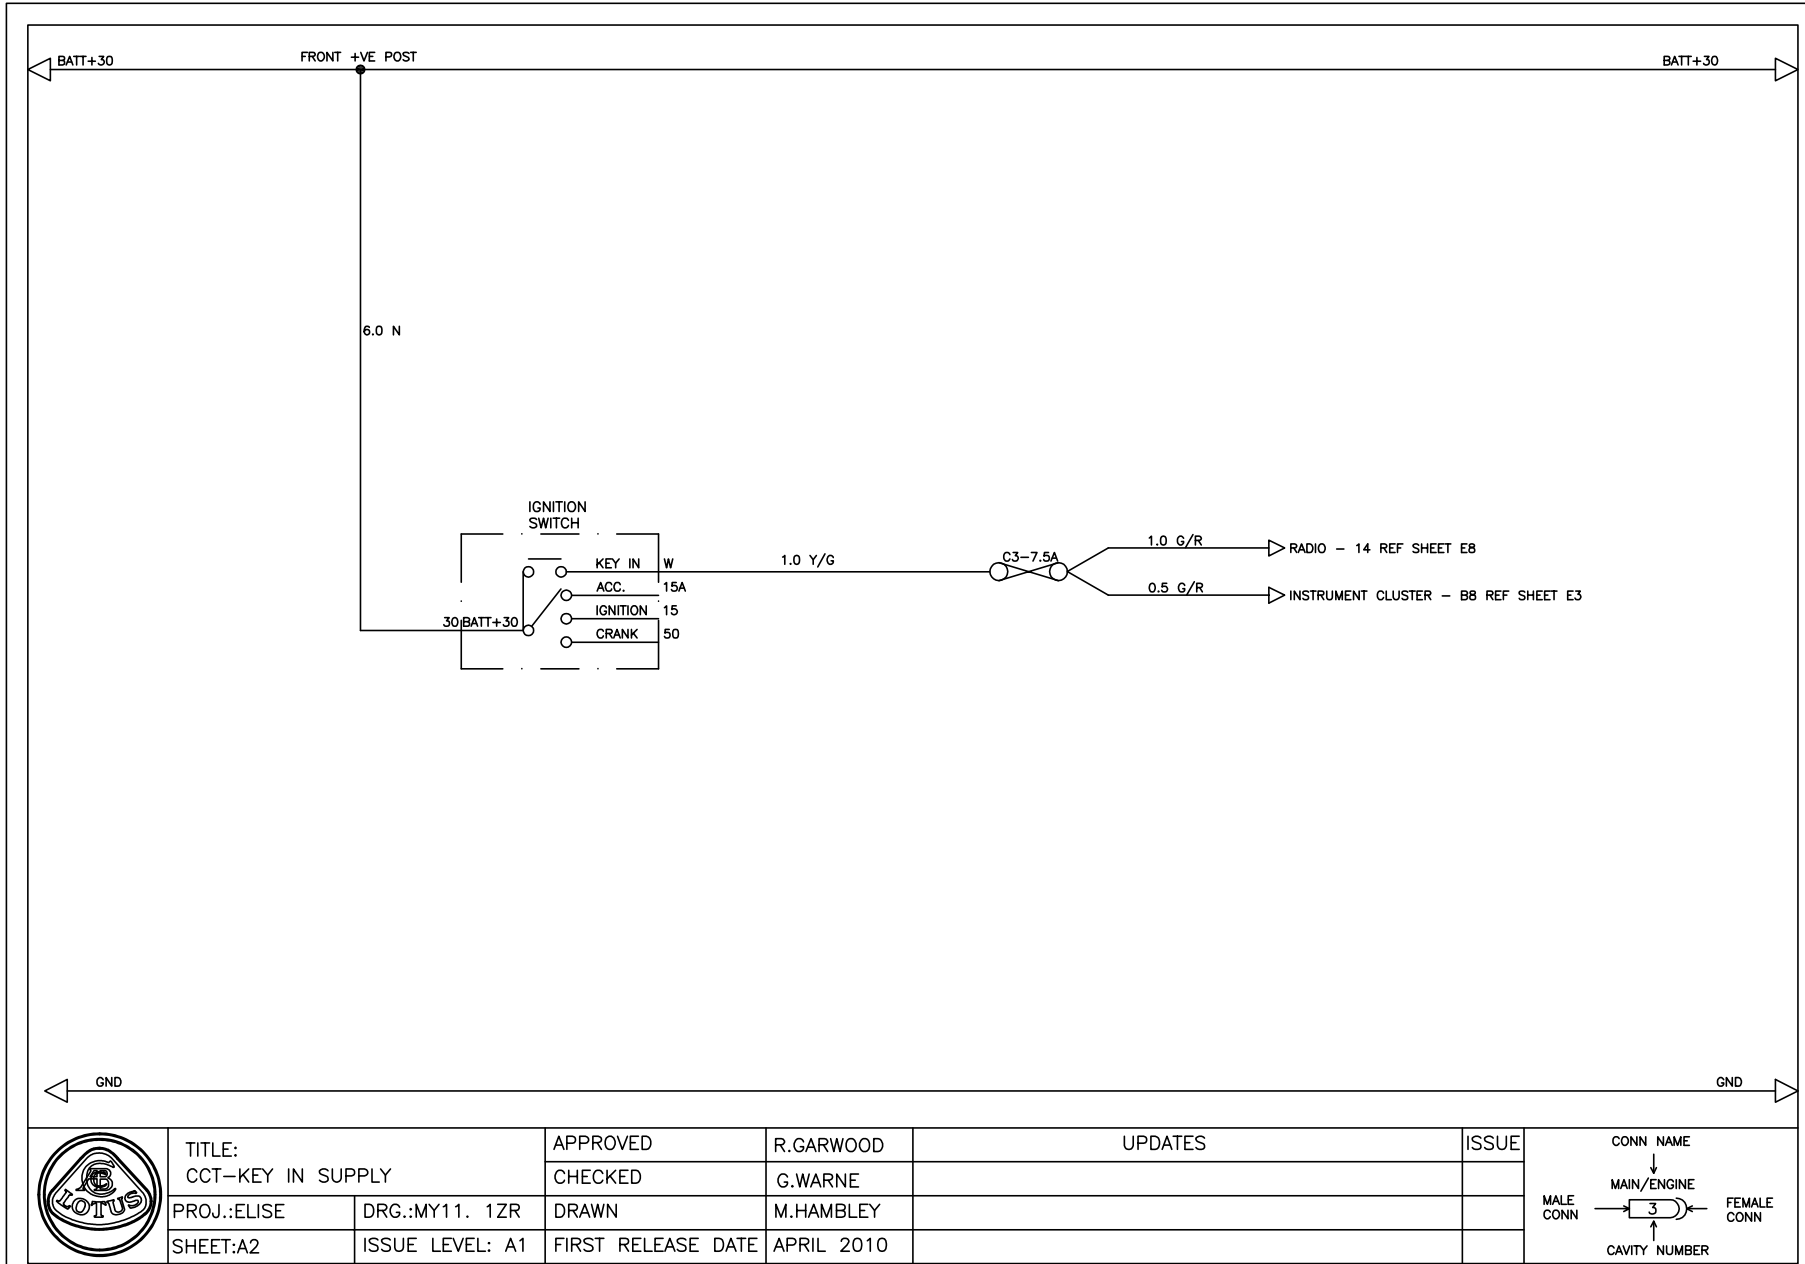 BATT+30
FRONT +VE POST
BATT+30
6.0 N
IGNITION
SWITCH
KEY IN W
ACC. 15A
IGNITION 15
CRANK 50
30 BATT+30
1.0 Y/G
C3-7.5A
1.0 G/R
RADIO - 14 REF SHEET E8
0.5 G/R
INSTRUMENT CLUSTER - B8 REF SHEET E3
GND
GND
LOTUS
TITLE:
CCT-KEY IN SUPPLY
PROJ.:ELISE
DRG.:MY11. 1ZR
SHEET:A2
ISSUE LEVEL: A1
APPROVED
R.GARWOOD
CHECKED
G.WARNE
DRAWN
M.HAMBLEY
FIRST RELEASE DATE
APRIL 2010
UPDATES
ISSUE
CONN NAME
MAIN/ENGINE
MALE
CONN
3
FEMALE
CONN
CAVITY NUMBER